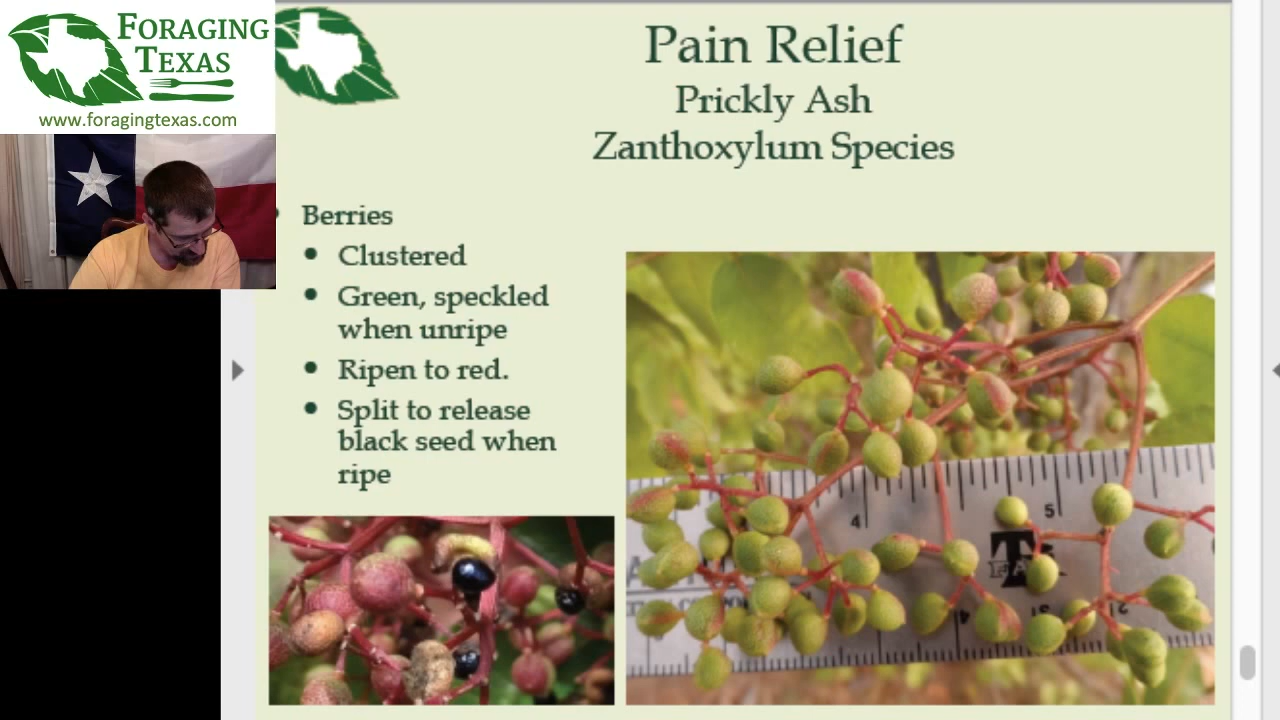 FORAGING
TEXAS
www.foragingtexas.com
Pain Relief
Prickly Ash
Zanthoxylum Species
Berries
• Clustered
• Green, speckled
when unripe
• Ripen to red.
• Split to release
black seed when
ripe
4
5